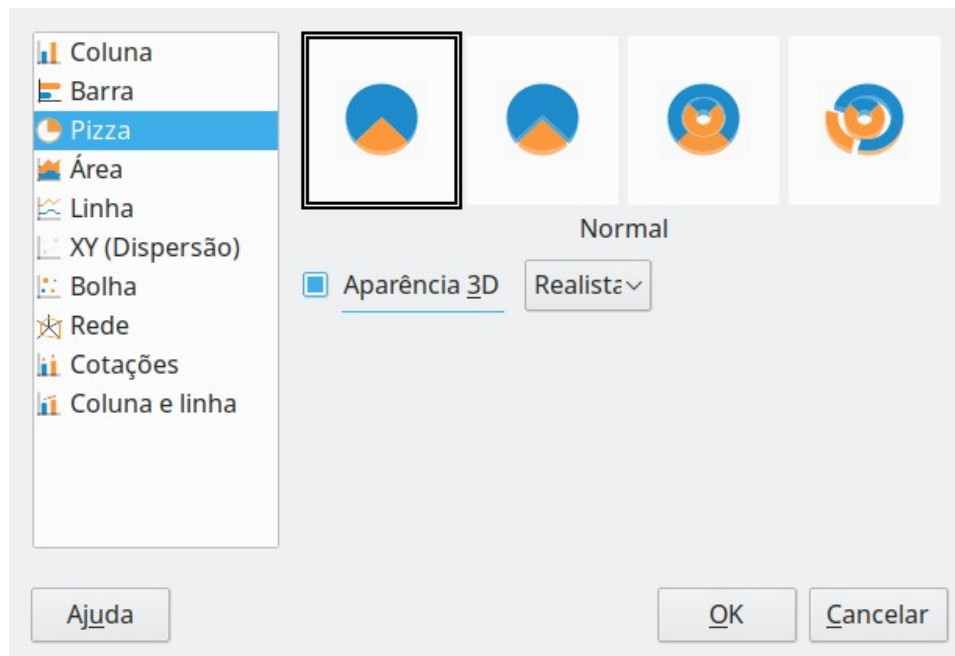 Coluna
Barra
Pizza
Área
Linha
XY (Dispersão)
Bolha
Rede
Cotações
Coluna e linha
Normal
Aparência 3D
Realista
Ajuda
OK
Cancelar